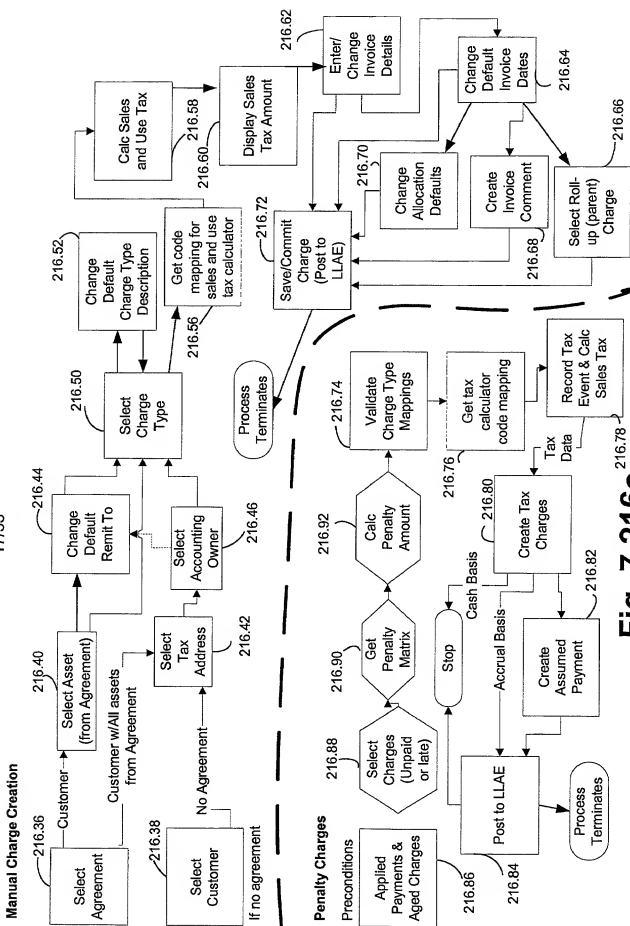 Manual Charge Creation
216.36
Select
Agreement
Customer
216.40
Select Asset
(from Agreement)
Customer w/All assets
from Agreement
216.38
Select
Customer
If no agreement
No Agreement
Select
Tax
Address
216.42
216.44
Change
Default
Remit To
Select
Accounting
Owner
216.46
216.50
Select
Charge
Type
216.52
Change
Default
Charge Type
Description
Get code
mapping for
sales and use
tax calculator
216.56
Calc Sales
and Use Tax
216.58
216.60
Display Sales
Tax Amount
216.62
Enter/
Change
Invoice
Details
Change
Default
Invoice
Dates
216.64
216.70
Change
Allocation
Defaults
Create
Invoice
Comment
216.68
216.66
Select Roll-
up (parent)
Charge
216.72
Save/Commit
Charge
(Post to
LLAE)
Process
Terminates
Penalty Charges
Preconditions
Applied
Payments &
Aged Charges
216.86
216.88
Select
Charges
(Unpaid
or late)
216.90
Get
Penalty
Matrix
216.92
Calc
Penalty
Amount
216.74
Validate
Charge Type
Mappings
Get tax
calculator
code mapping
216.76
Record Tax
Event & Calc
Sales Tax
216.78
Tax
Data
216.80
Create Tax
Charges
Cash Basis
Stop
Accrual Basis
216.82
Create
Assumed
Payment
Post to LLAE
216.84
Process
Terminates